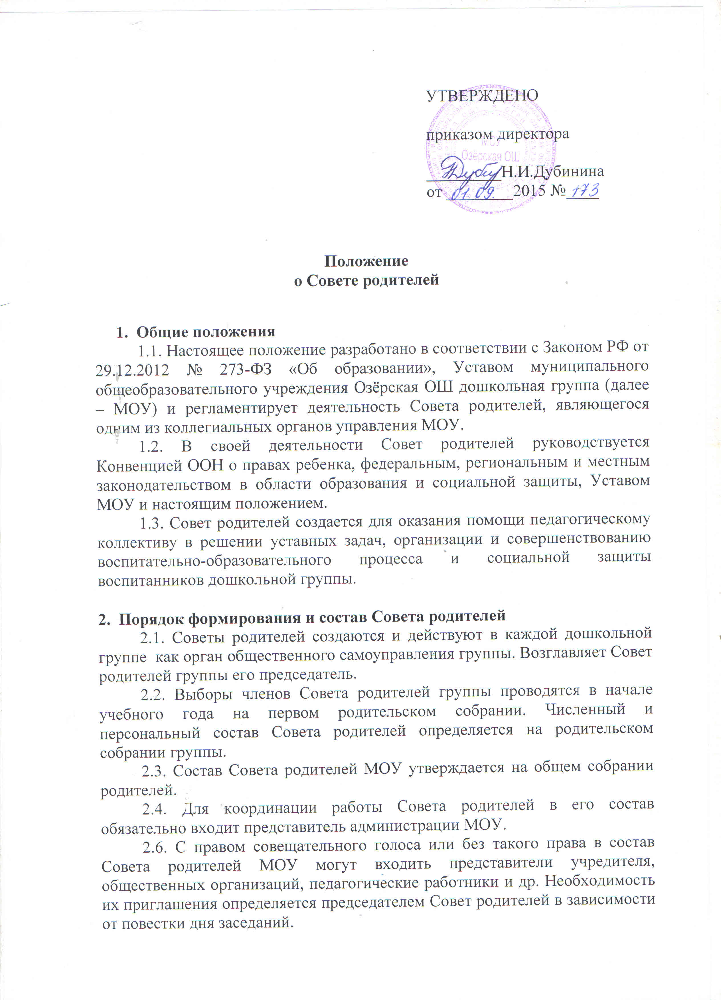 УТВЕРЖДЕНО
приказом директора
МОУ
Озёрская ОШ
Н.И.Дубинина
от 01.09. 2015 № 173
Положение
о Совете родителей
1. Общие положения
1.1. Настоящее положение разработано в соответствии с Законом РФ от
29.12.2012 № 273-ФЗ «Об образовании», Уставом муниципального
общеобразовательного учреждения Озёрская ОШ дошкольная группа (далее
– МОУ) и регламентирует деятельность Совета родителей, являющегося
одним из коллегиальных органов управления МОУ.
1.2. В своей деятельности Совет родителей руководствуется
Конвенцией ООН о правах ребенка, федеральным, региональным и местным
законодательством в области образования и социальной защиты, Уставом
МОУ и настоящим положением.
1.3. Совет родителей создается для оказания помощи педагогическому
коллективу в решении уставных задач, организации и совершенствованию
воспитательно-образовательного процесса и социальной защиты
воспитанников дошкольной группы.
2. Порядок формирования и состав Совета родителей
2.1. Советы родителей создаются и действуют в каждой дошкольной
группе как орган общественного самоуправления группы. Возглавляет Совет
родителей группы его председатель.
2.2. Выборы членов Совета родителей группы проводятся в начале
учебного года на первом родительском собрании. Численный и
персональный состав Совета родителей определяется на родительском
собрании группы.
2.3. Состав Совета родителей МОУ утверждается на общем собрании
родителей.
2.4. Для координации работы Совета родителей в его состав
обязательно входит представитель администрации МОУ.
2.6. С правом совещательного голоса или без такого права в состав
Совета родителей МОУ могут входить представители учредителя,
общественных организаций, педагогические работники и др. Необходимость
их приглашения определяется председателем Совет родителей в зависимости
от повестки дня заседаний.